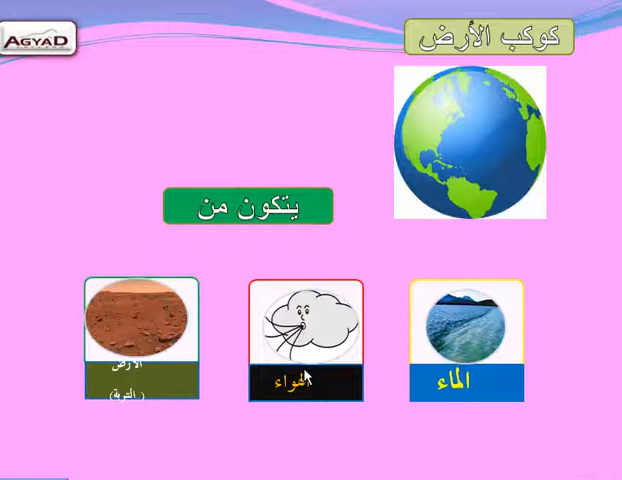 AGYAD
كوكب الأرض
يتكون من
الماء
الهواء
الأرض
( التربة)